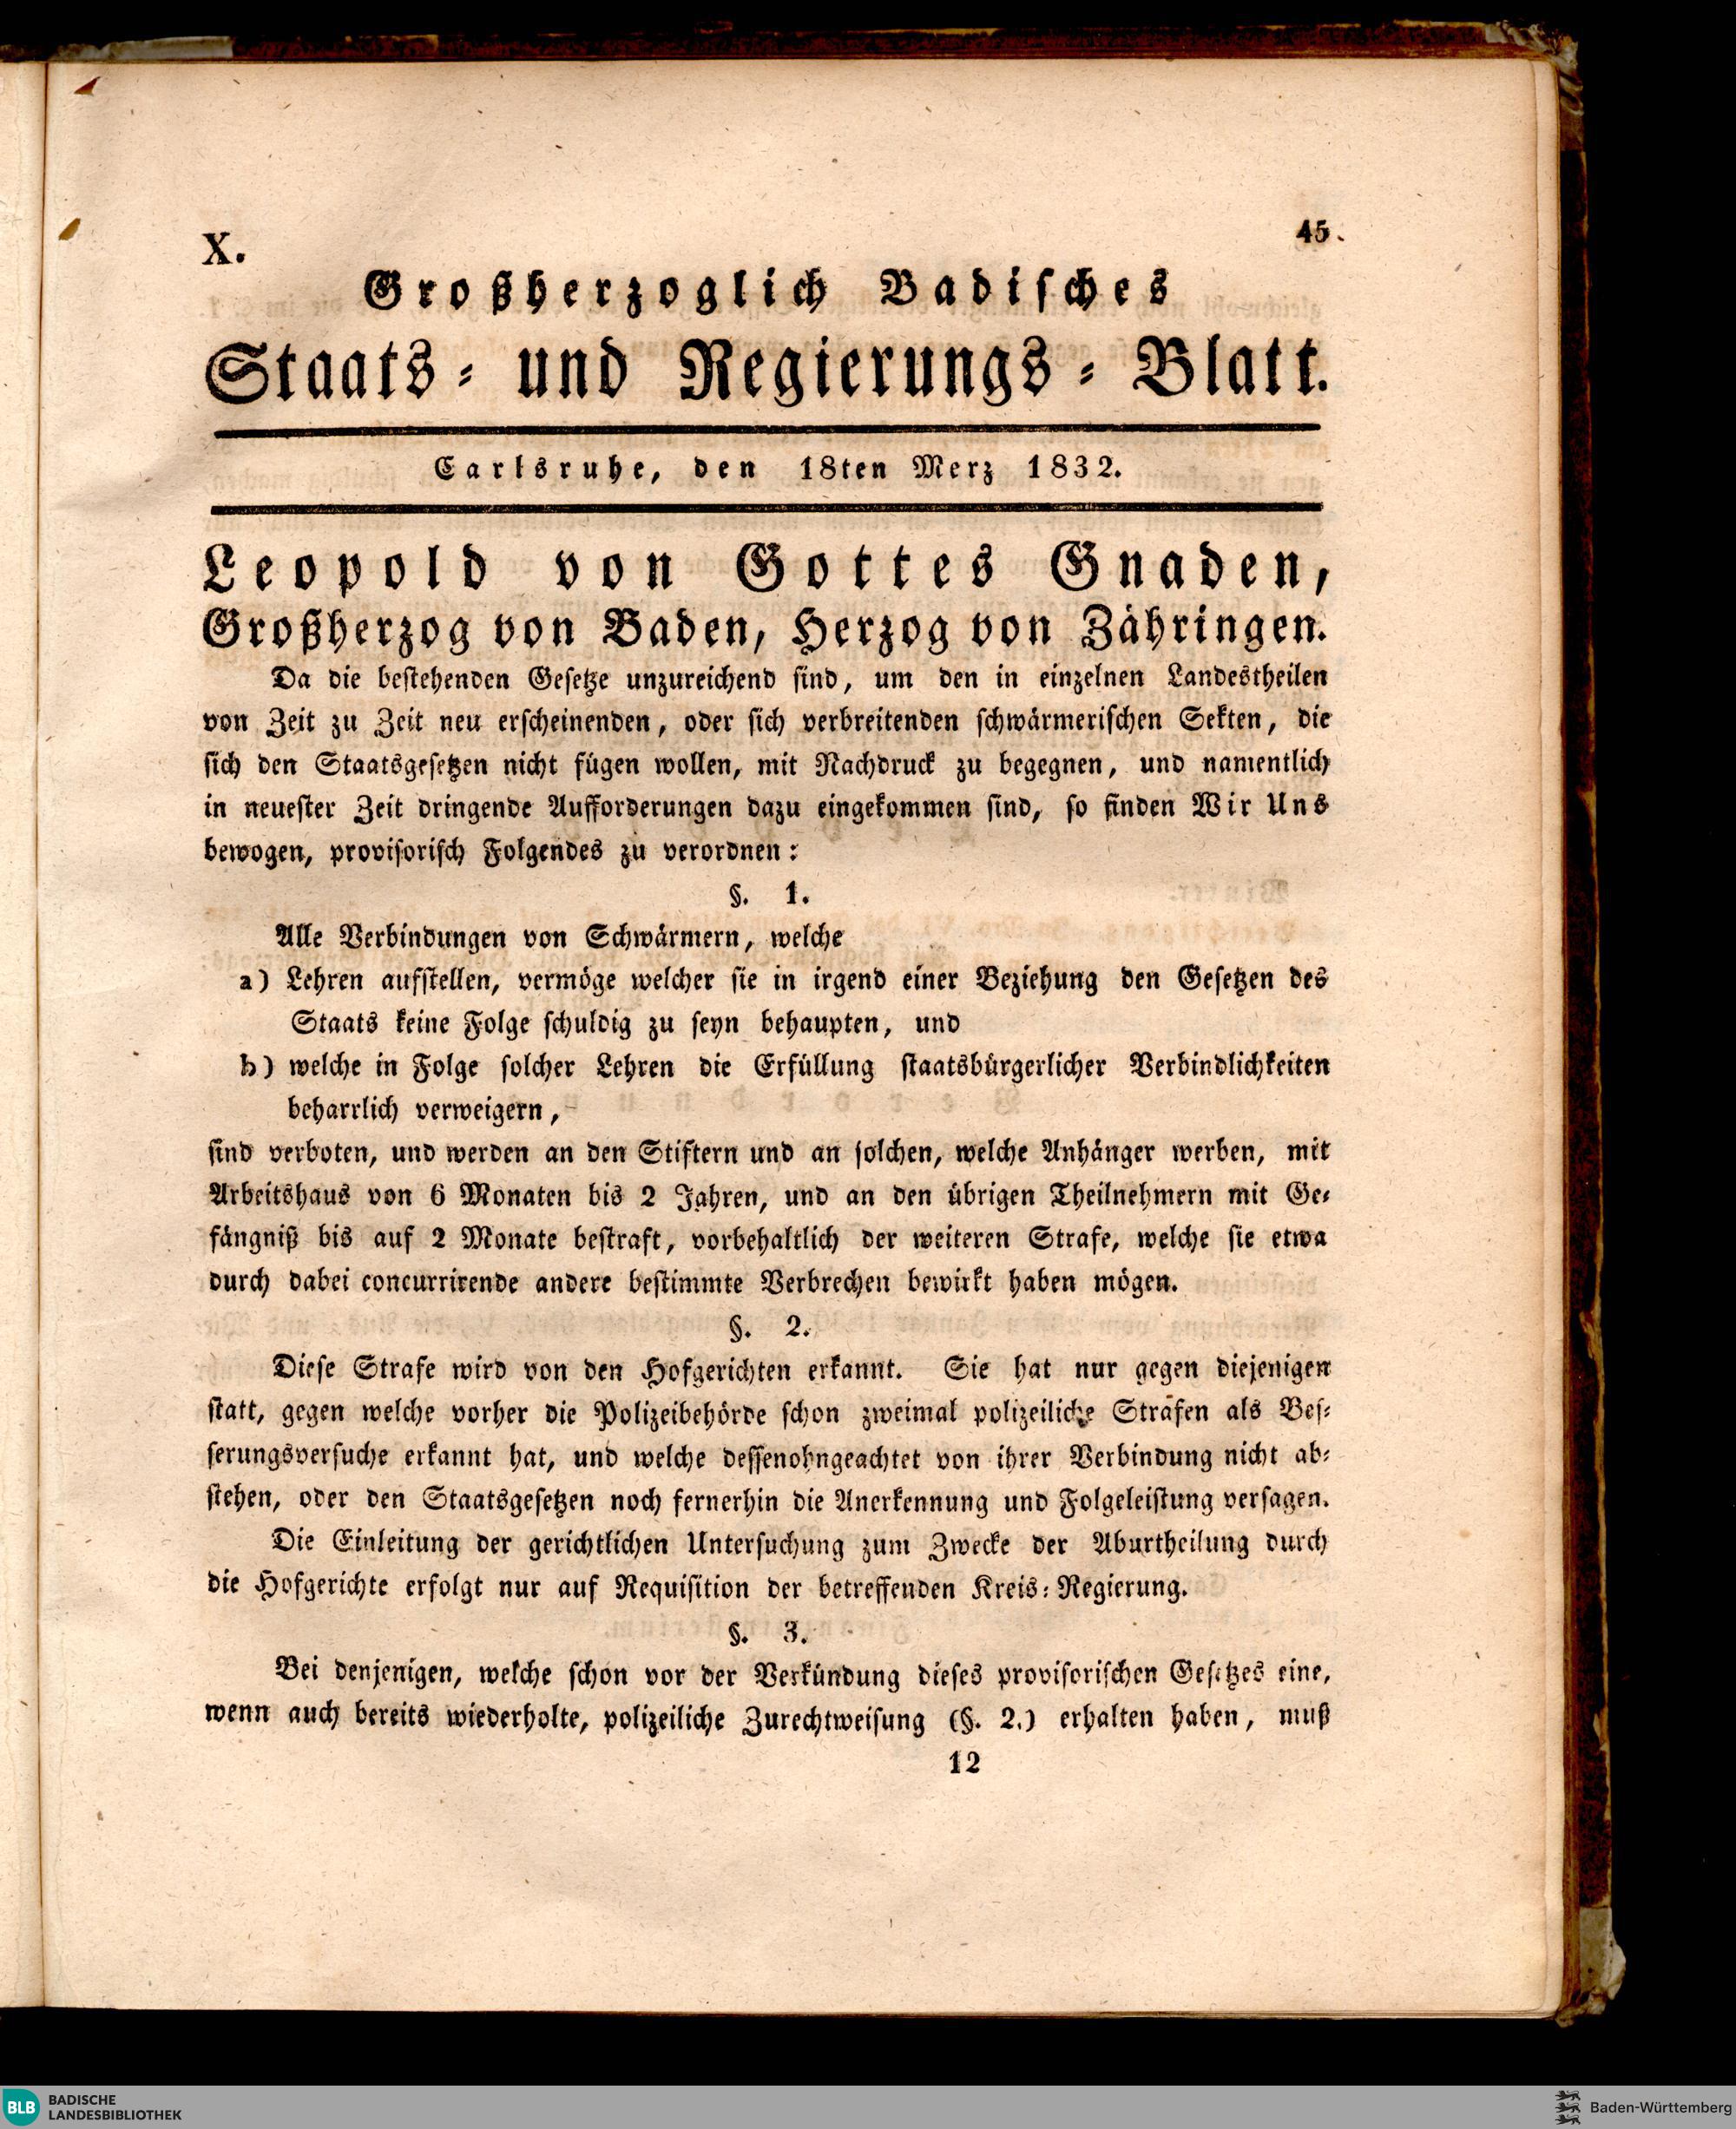 X.
45.
Großherzoglich Badisches
Staats- und Regierungs-Blatt.
Carlsruhe, den 18ten Merz 1832.
Leopold von Gottes Gnaden,
Großherzog von Baden, Herzog von Zähringen.
Da die bestehenden Gesetze unzureichend sind, um den in einzelnen Landestheilen
von Zeit zu Zeit neu erscheinenden, oder sich verbreitenden schwärmerischen Sekten, die
sich den Staatsgesetzen nicht fügen wollen, mit Nachdruck zu begegnen, und namentlich
in neuester Zeit dringende Aufforderungen dazu eingekommen sind, so finden Wir Uns
bewogen, provisorisch Folgendes zu verordnen:
§. 1.
Alle Verbindungen von Schwärmern, welche
a) Lehren aufstellen, vermöge welcher sie in irgend einer Beziehung den Gesetzen des
Staats keine Folge schuldig zu seyn behaupten, und
b) welche in Folge solcher Lehren die Erfüllung staatsbürgerlicher Verbindlichkeiten
beharrlich verweigern,
sind verboten, und werden an den Stiftern und an solchen, welche Anhänger werben, mit
Arbeitshaus von 6 Monaten bis 2 Jahren, und an den übrigen Theilnehmern mit Ge-
fängniß bis auf 2 Monate bestraft, vorbehaltlich der weiteren Strafe, welche sie etwa
durch dabei concurrirende andere bestimmte Verbrechen bewirkt haben mögen.
§. 2.
Diese Strafe wird von den Hofgerichten erkannt. Sie hat nur gegen diejenigen
statt, gegen welche vorher die Polizeibehörde schon zweimal polizeiliche Strafen als Bes-
serungsversuche erkannt hat, und welche dessenohngeachtet von ihrer Verbindung nicht ab-
stehen, oder den Staatsgesetzen noch fernerhin die Anerkennung und Folgeleistung versagen.
Die Einleitung der gerichtlichen Untersuchung zum Zwecke der Aburtheilung durch
die Hofgerichte erfolgt nur auf Requisition der betreffenden Kreis-Regierung.
§. 3.
Bei denjenigen, welche schon vor der Verkündung dieses provisorischen Gesetzes eine,
wenn auch bereits wiederholte, polizeiliche Zurechtweisung (§. 2.) erhalten haben, muß
12
BLB BADISCHE
LANDESBIBLIOTHEK
Baden-Württemberg